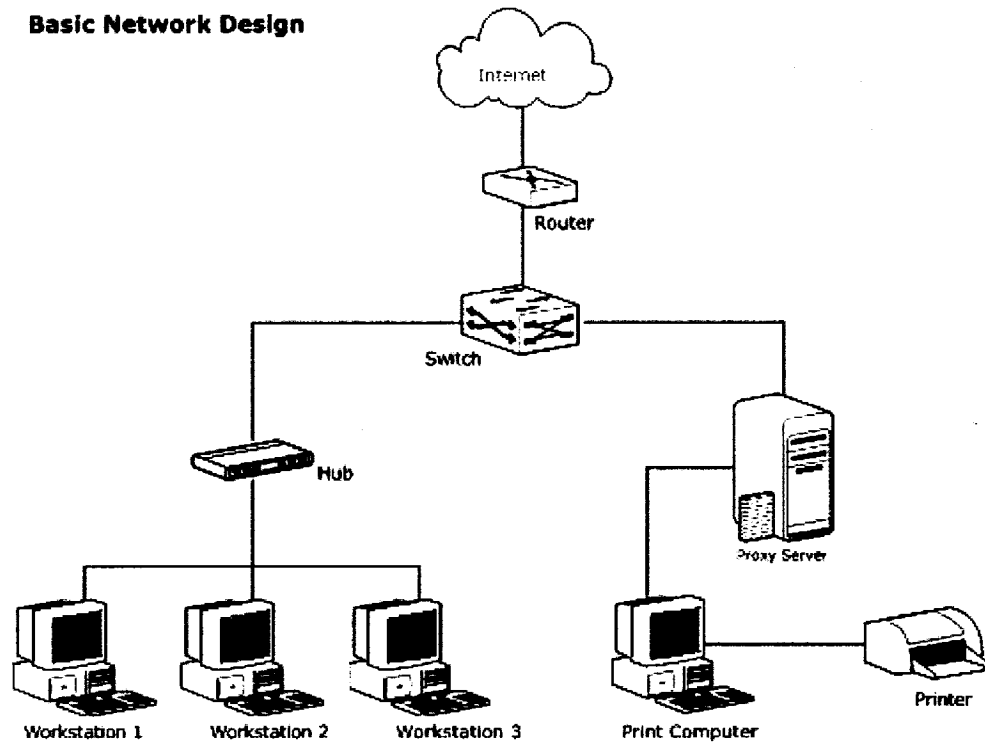 Basic Network Design
Internet
Router
Switch
Hub
Proxy Server
Workstation 1
Workstation 2
Workstation 3
Print Computer
Printer